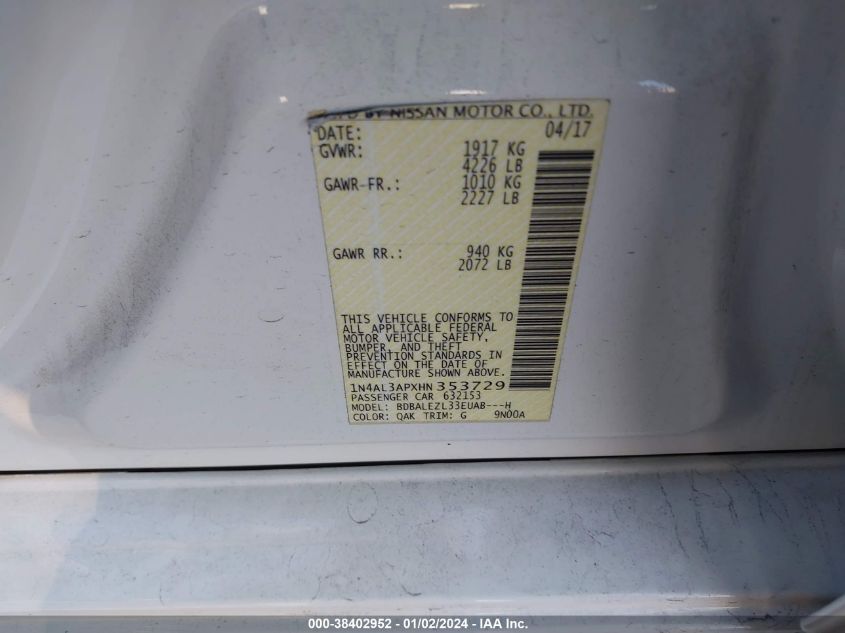 BY NISSAN MOTOR CO., LTD.
DATE: 04/17
GVWR: 1917 KG
4226 LB
GAWR-FR.: 1010 KG
2227 LB
GAWR RR.: 940 KG
2072 LB
THIS VEHICLE CONFORMS TO
ALL APPLICABLE FEDERAL
MOTOR VEHICLE SAFETY,
BUMPER, AND THEFT
PREVENTION STANDARDS IN
EFFECT ON THE DATE OF
MANUFACTURE SHOWN ABOVE.
1N4AL3APXHN 353729
PASSENGER CAR 632153
MODEL: BDBALEZL33EUAB---H
COLOR: QAK TRIM: G 9N00A
000-38402952 - 01/02/2024 - IAA Inc.